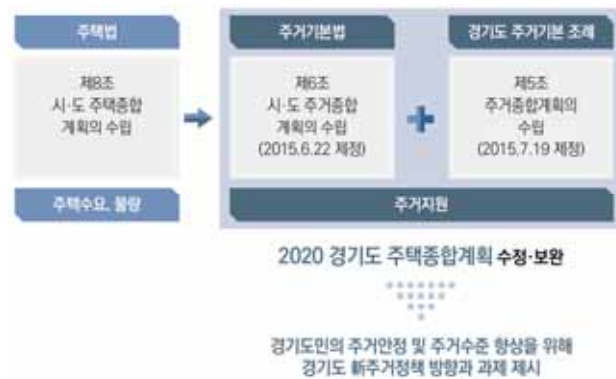 주택법
제8조
시·도 주택종합
계획의 수립
주택수요, 물량
주거기본법
제6조
시·도 주거종합
계획의 수립
(2015.6.22 제정)
경기도 주거기본 조례
제5조
주거종합계획의
수립
(2015.7.19 제정)
주거지원
2020 경기도 주택종합계획 수정·보완
경기도민의 주거안정 및 주거수준 향상을 위해
경기도 新주거정책 방향과 과제 제시